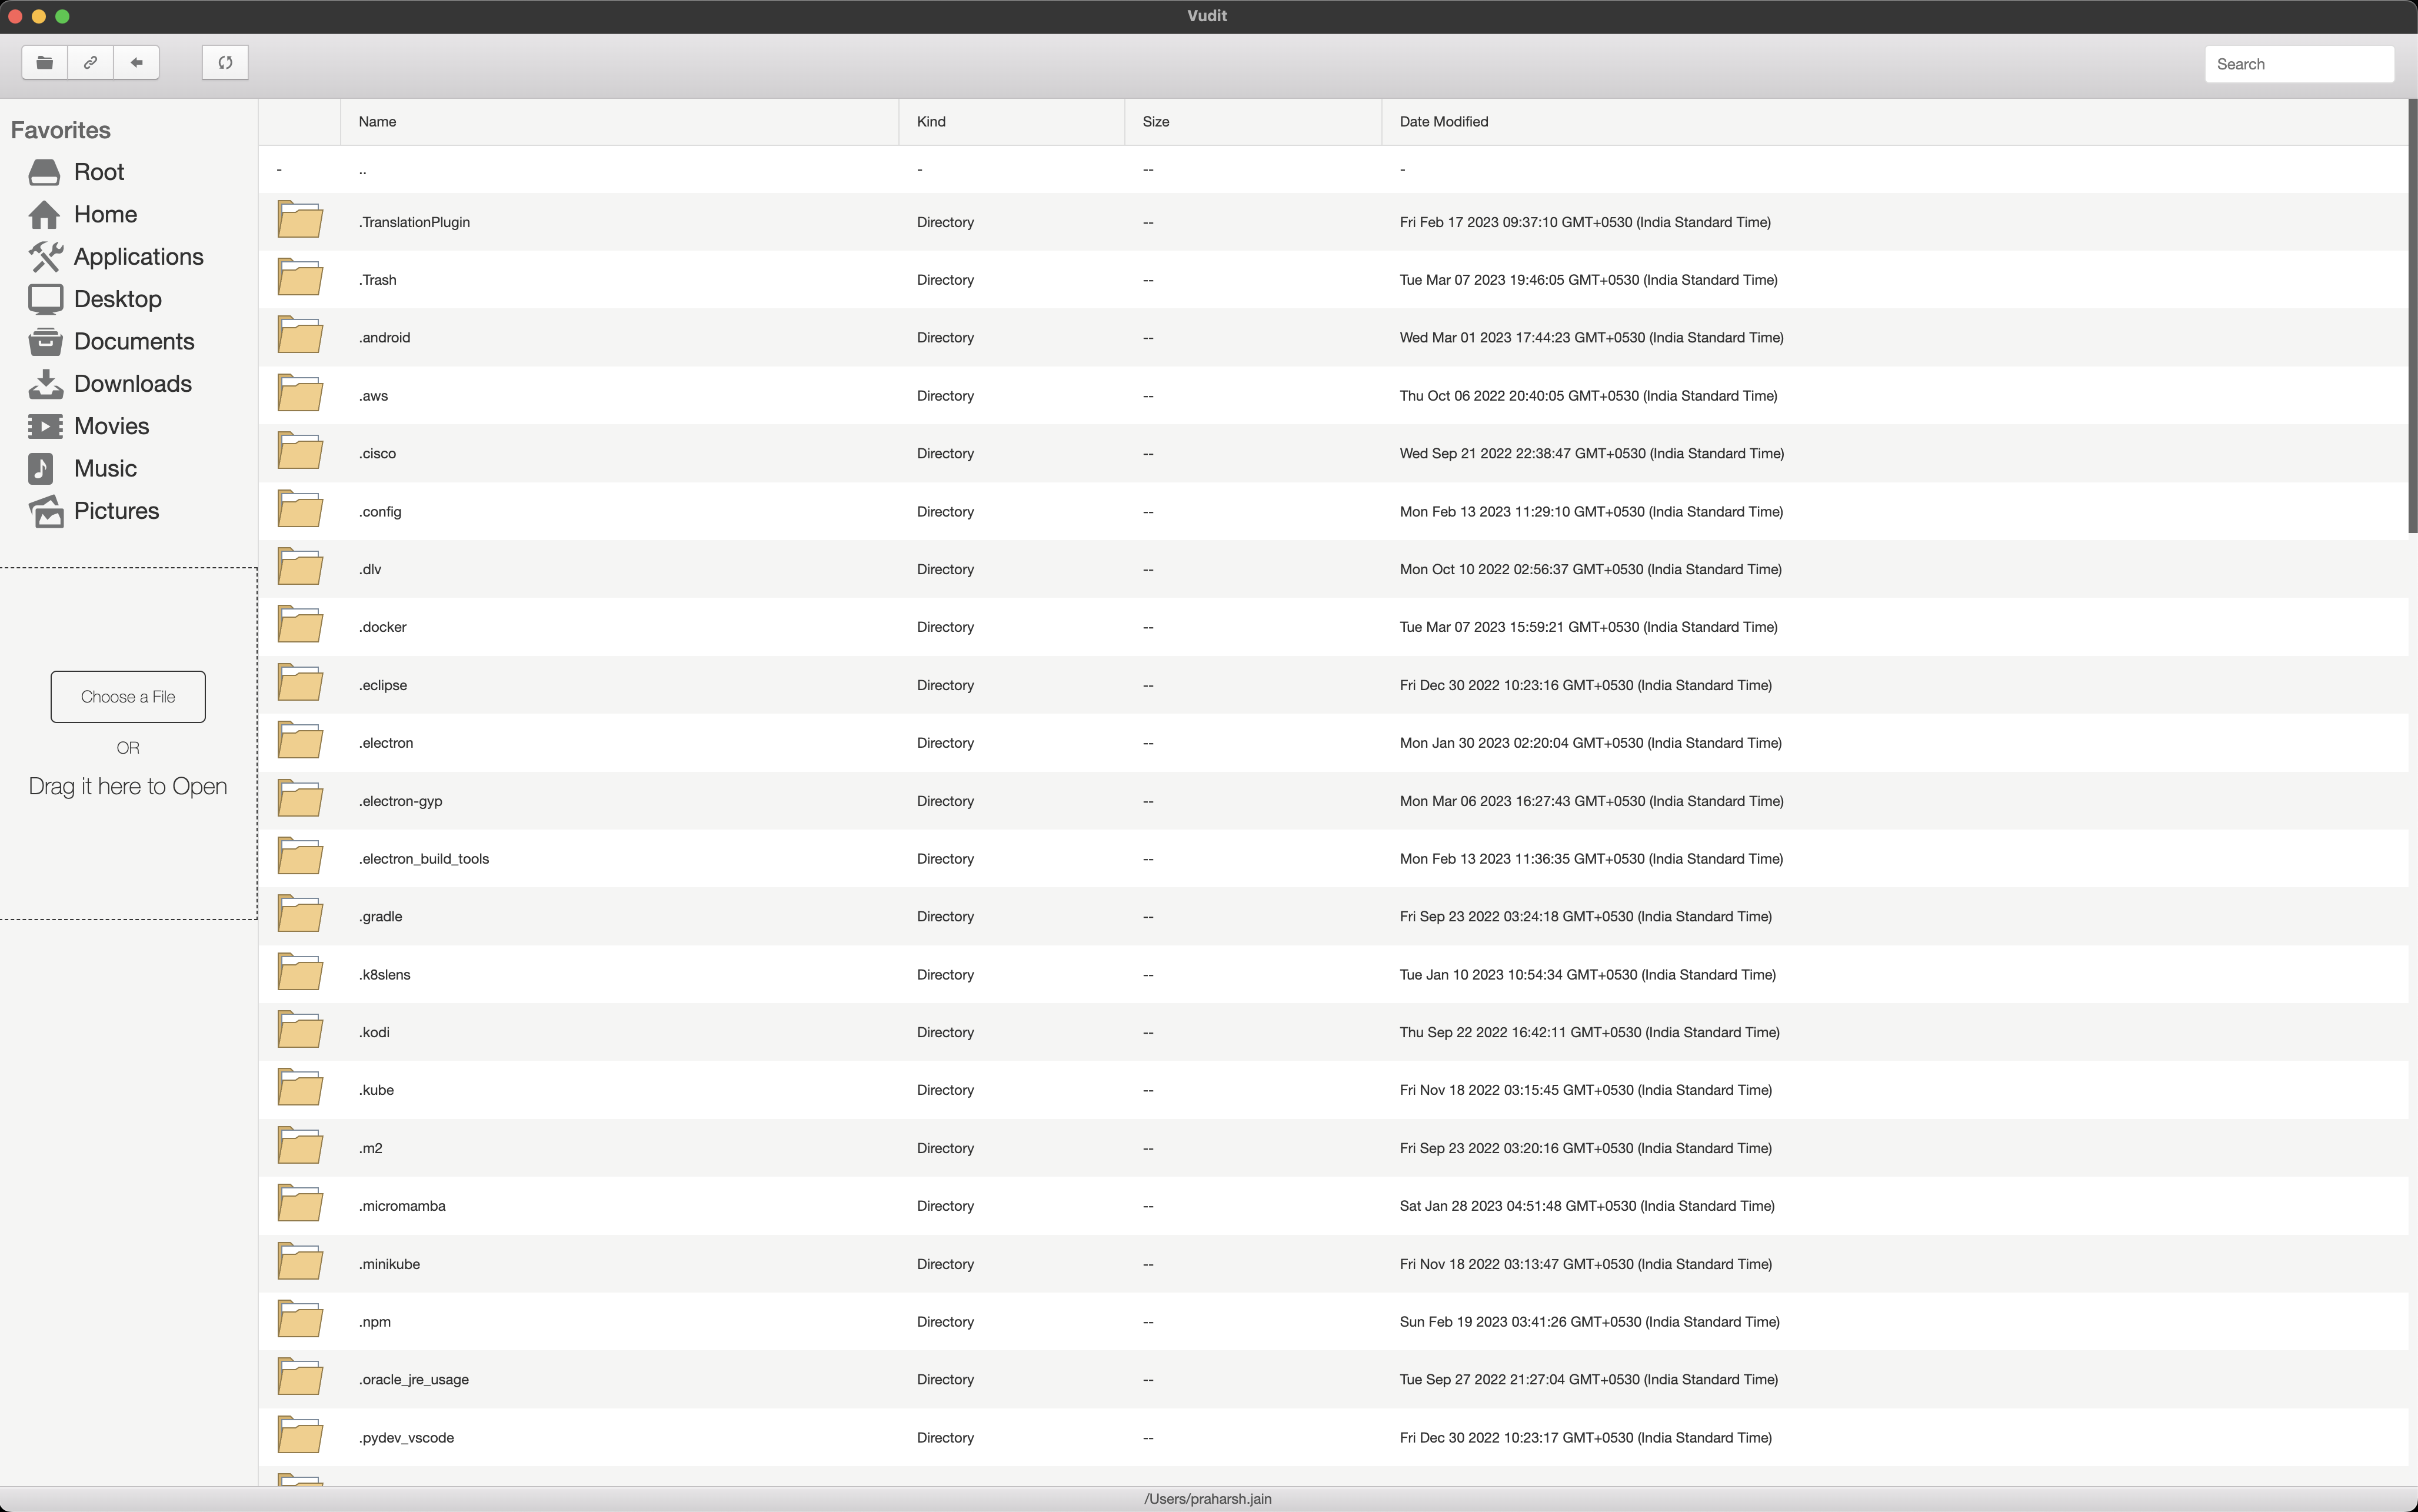 Vudit
Search
Favorites
Root
Home
Applications
Desktop
Documents
Downloads
Movies
Music
Pictures
Choose a File
OR
Drag it here to Open
Name Kind Size Date Modified
- .. - -- -
.TranslationPlugin Directory -- Fri Feb 17 2023 09:37:10 GMT+0530 (India Standard Time)
.Trash Directory -- Tue Mar 07 2023 19:46:05 GMT+0530 (India Standard Time)
.android Directory -- Wed Mar 01 2023 17:44:23 GMT+0530 (India Standard Time)
.aws Directory -- Thu Oct 06 2022 20:40:05 GMT+0530 (India Standard Time)
.cisco Directory -- Wed Sep 21 2022 22:38:47 GMT+0530 (India Standard Time)
.config Directory -- Mon Feb 13 2023 11:29:10 GMT+0530 (India Standard Time)
.dlv Directory -- Mon Oct 10 2022 02:56:37 GMT+0530 (India Standard Time)
.docker Directory -- Tue Mar 07 2023 15:59:21 GMT+0530 (India Standard Time)
.eclipse Directory -- Fri Dec 30 2022 10:23:16 GMT+0530 (India Standard Time)
.electron Directory -- Mon Jan 30 2023 02:20:04 GMT+0530 (India Standard Time)
.electron-gyp Directory -- Mon Mar 06 2023 16:27:43 GMT+0530 (India Standard Time)
.electron_build_tools Directory -- Mon Feb 13 2023 11:36:35 GMT+0530 (India Standard Time)
.gradle Directory -- Fri Sep 23 2022 03:24:18 GMT+0530 (India Standard Time)
.k8slens Directory -- Tue Jan 10 2023 10:54:34 GMT+0530 (India Standard Time)
.kodi Directory -- Thu Sep 22 2022 16:42:11 GMT+0530 (India Standard Time)
.kube Directory -- Fri Nov 18 2022 03:15:45 GMT+0530 (India Standard Time)
.m2 Directory -- Fri Sep 23 2022 03:20:16 GMT+0530 (India Standard Time)
.micromamba Directory -- Sat Jan 28 2023 04:51:48 GMT+0530 (India Standard Time)
.minikube Directory -- Fri Nov 18 2022 03:13:47 GMT+0530 (India Standard Time)
.npm Directory -- Sun Feb 19 2023 03:41:26 GMT+0530 (India Standard Time)
.oracle_jre_usage Directory -- Tue Sep 27 2022 21:27:04 GMT+0530 (India Standard Time)
.pydev_vscode Directory -- Fri Dec 30 2022 10:23:17 GMT+0530 (India Standard Time)
/Users/praharsh.jain